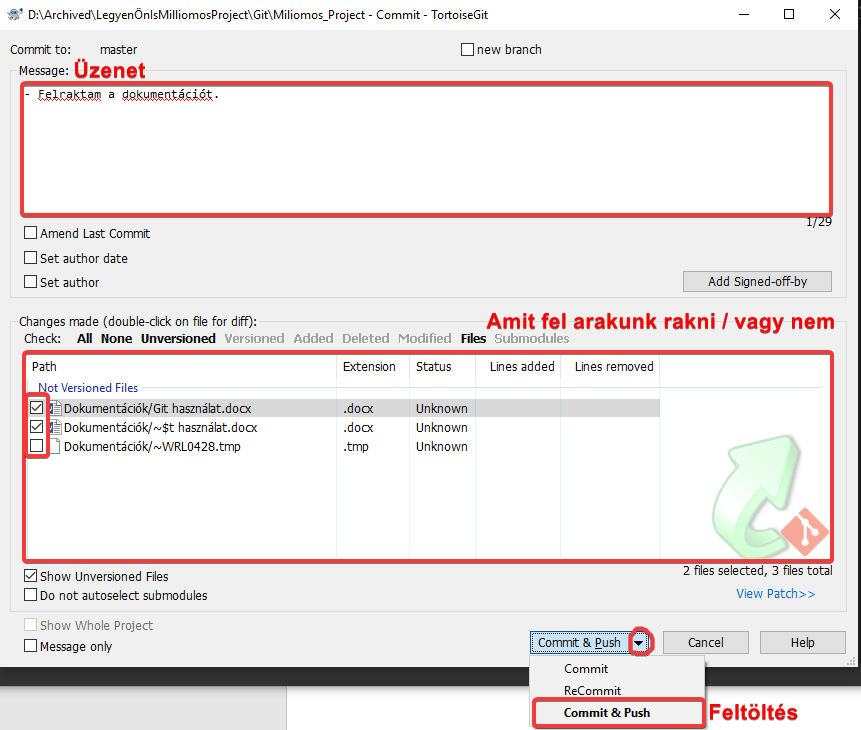 D:\Archived\LegyenÖnIsMilliomosProject\Git\Miliomos_Project - Commit - TortoiseGit
Commit to: master
new branch
Message: Üzenet
- Felraktam a dokumentációt.
1/29
Amend Last Commit
Set author date
Set author
Add Signed-off-by
Changes made (double-click on file for diff):
Amit fel arakunk rakni / vagy nem
Check: All None Unversioned Versioned Added Deleted Modified Files Submodules
Path Extension Status Lines added Lines removed
Not Versioned Files
Dokumentációk/Git használat.docx .docx Unknown
Dokumentációk/~$t használat.docx .docx Unknown
Dokumentációk/~WRL0428.tmp .tmp Unknown
Show Unversioned Files
2 files selected, 3 files total
Do not autoselect submodules
View Patch>>
Show Whole Project
Message only
Commit & Push Cancel Help
Commit
ReCommit
Commit & Push Feltöltés